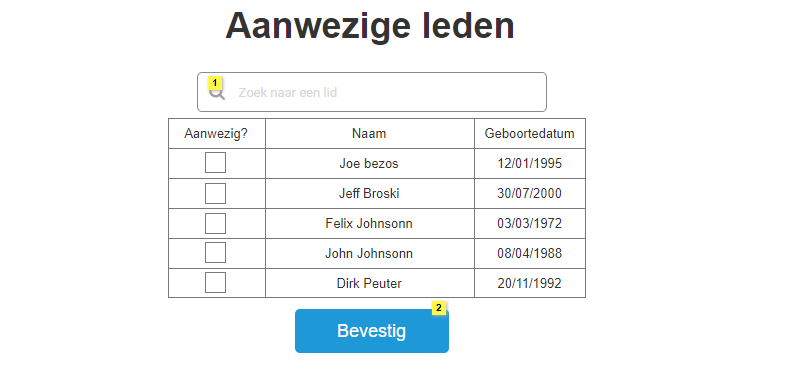 Aanwezige leden
1
Zoek naar een lid
Aanwezig? Naam Geboortedatum
Joe bezos 12/01/1995
Jeff Broski 30/07/2000
Felix Johnsonn 03/03/1972
John Johnsonn 08/04/1988
Dirk Peuter 20/11/1992
2
Bevestig